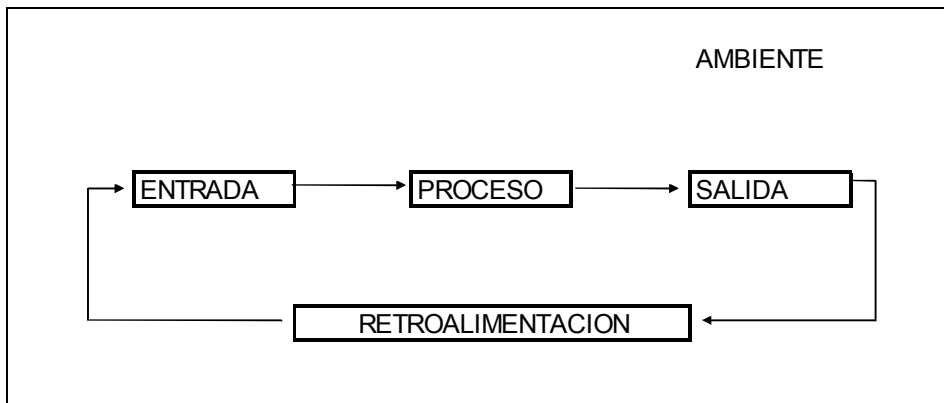 AMBIENTE
ENTRADA
PROCESO
SALIDA
RETROALIMENTACION